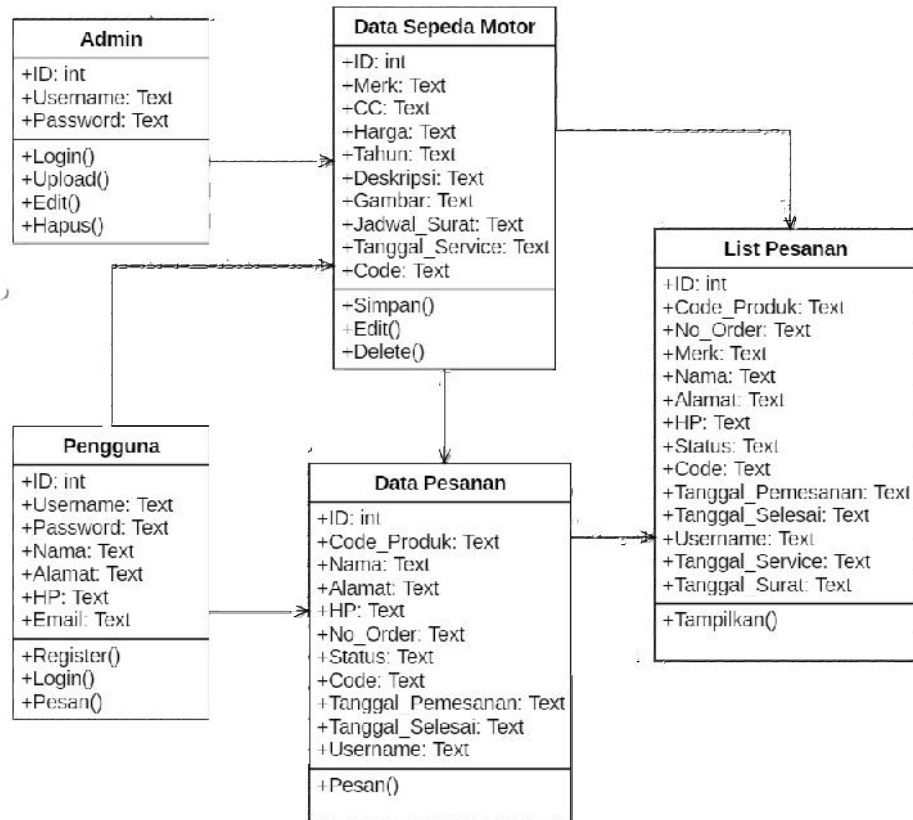 Admin
+ID: int
+Username: Text
+Password: Text
+Login()
+Upload()
+Edit()
+Hapus()
Data Sepeda Motor
+ID: int
+Merk: Text
+CC: Text
+Harga: Text
+Tahun: Text
+Deskripsi: Text
+Gambar: Text
+Jadwal_Surat: Text
+Tanggal_Service: Text
+Code: Text
+Simpan()
+Edit()
+Delete()
List Pesanan
+ID: int
+Code_Produk: Text
+No_Order: Text
+Merk: Text
+Nama: Text
+Alamat: Text
+HP: Text
+Status: Text
+Code: Text
+Tanggal_Pemesanan: Text
+Tanggal_Selesai: Text
+Username: Text
+Tanggal_Service: Text
+Tanggal_Surat: Text
+Tampilkan()
Pengguna
+ID: int
+Username: Text
+Password: Text
+Nama: Text
+Alamat: Text
+HP: Text
+Email: Text
+Register()
+Login()
+Pesan()
Data Pesanan
+ID: int
+Code_Produk: Text
+Nama: Text
+Alamat: Text
+HP: Text
+No_Order: Text
+Status: Text
+Code: Text
+Tanggal_Pemesanan: Text
+Tanggal_Selesai: Text
+Username: Text
+Pesan()